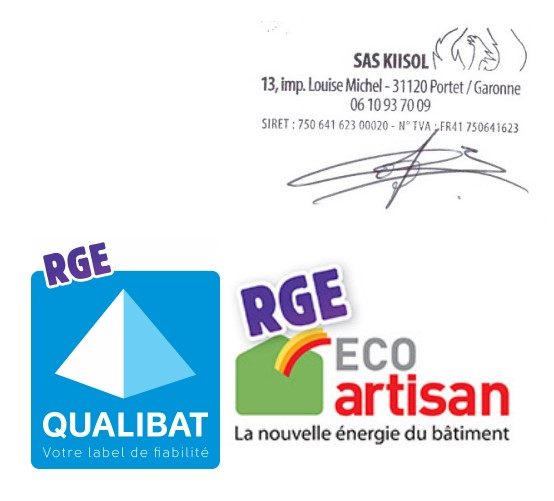 SAS KIISOL
13, imp. Louise Michel - 31120 Portet / Garonne
06 10 93 70 09
SIRET : 750 641 623 00020 - N° TVA : FR41 750641623
RGE
QUALIBAT
Votre label de fiabilité
RGE
ECO
artisan
La nouvelle énergie du bâtiment